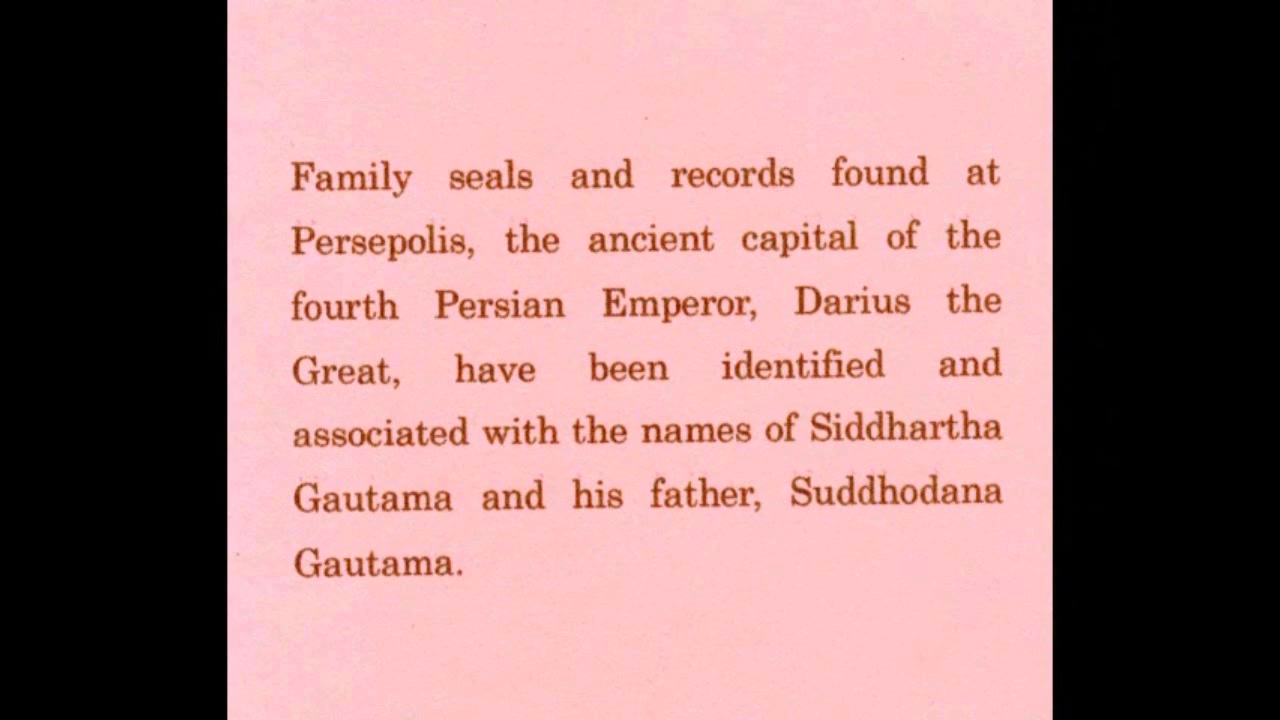 Family seals and records found at
Persepolis, the ancient capital of the
fourth Persian Emperor, Darius the
Great, have been identified and
associated with the names of Siddhartha
Gautama and his father, Suddhodana
Gautama.